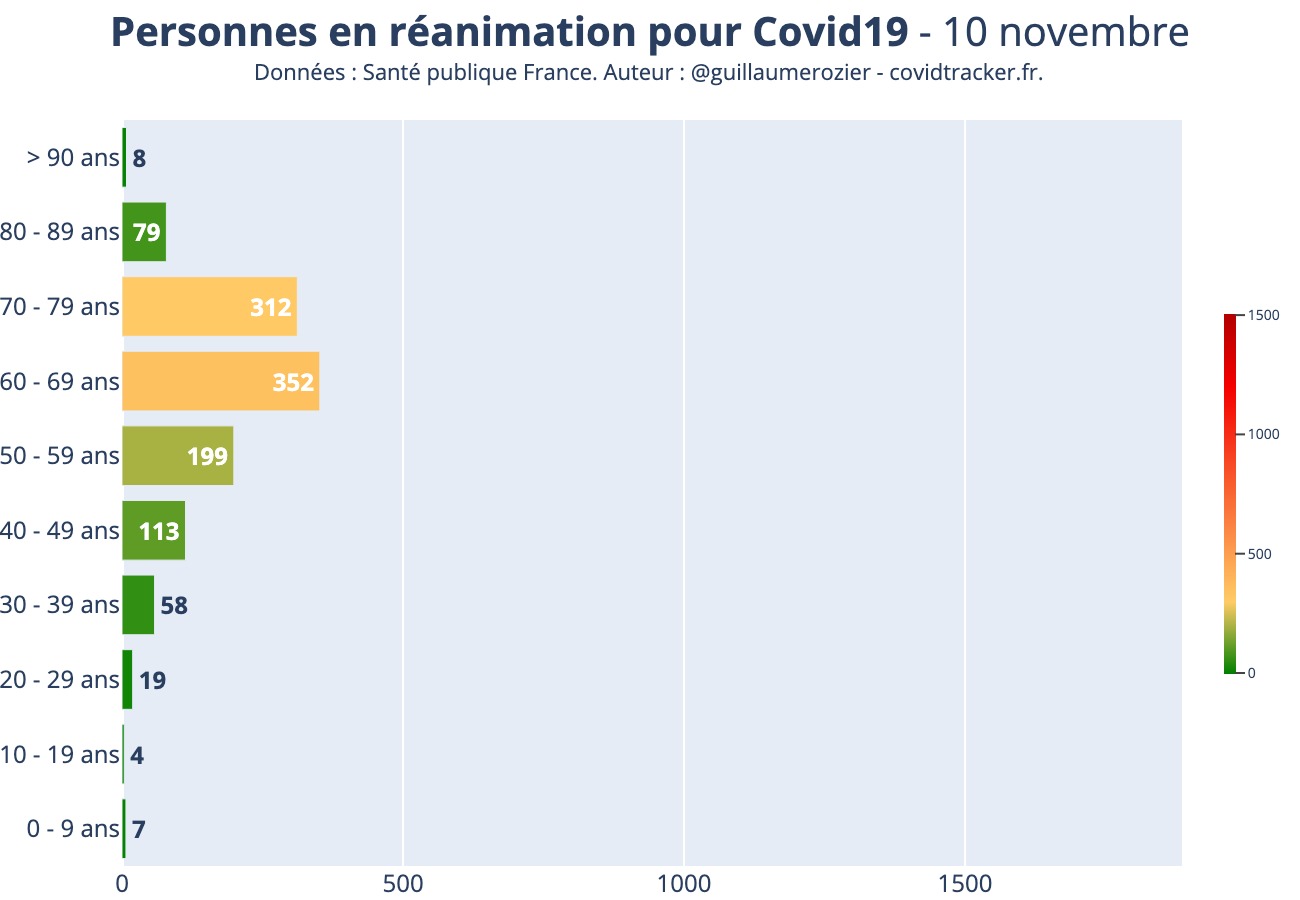 Personnes en réanimation pour Covid19 - 10 novembre
Données : Santé publique France. Auteur : @guillaumerozier - covidtracker.fr.
> 90 ans 8
80 - 89 ans 79
70 - 79 ans 312
60 - 69 ans 352
50 - 59 ans 199
40 - 49 ans 113
30 - 39 ans 58
20 - 29 ans 19
10 - 19 ans 4
0 - 9 ans 7
0 500 1000 1500
1500
1000
500
0